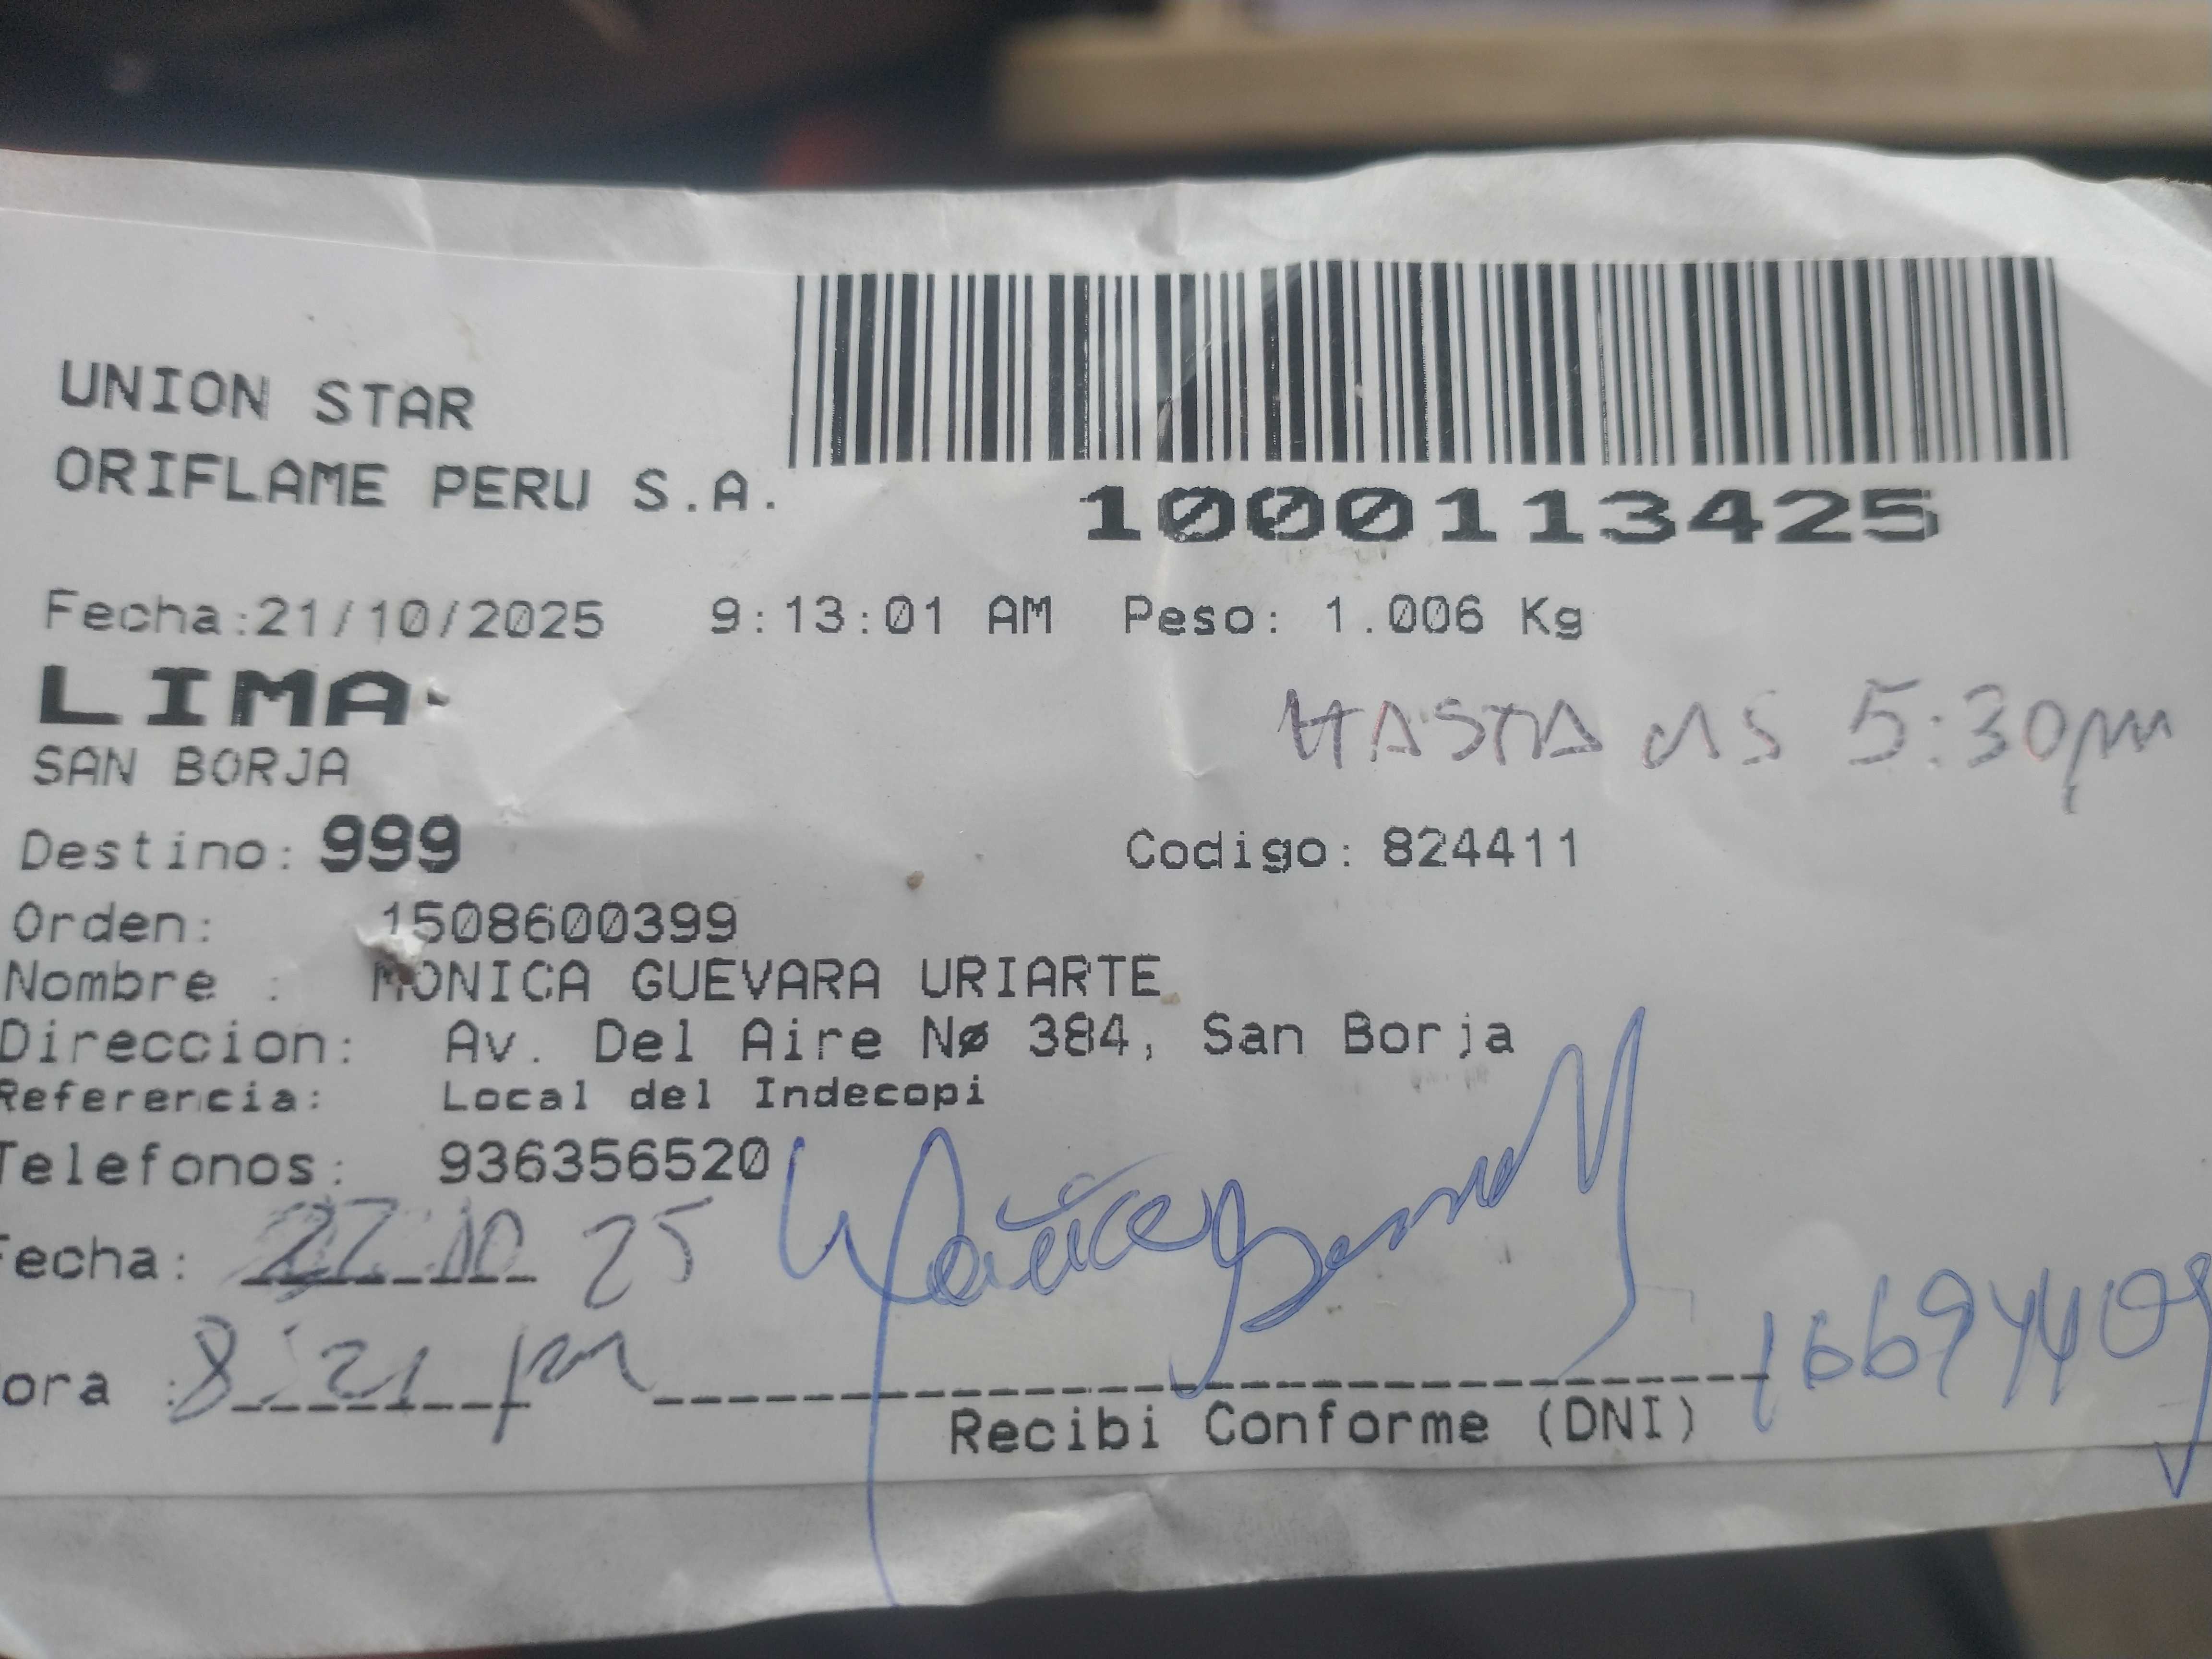 UNION STAR
ORIFLAME PERU S.A.
1000113425
Fecha:21/10/2025 9:13:01 AM Peso: 1.006 Kg
LIMA
SAN BORJA
HASTA LAS 5:30pm
Destino: 999 Codigo: 824411
Orden: 1508600399
Nombre : MONICA GUEVARA URIARTE
Direccion: Av. Del Aire Nø 384, San Borja
Referencia: Local del Indecopi
Telefonos: 936356520
Fecha: 22 10 25
ora : 8:21 pm
16694409
Recibi Conforme (DNI)